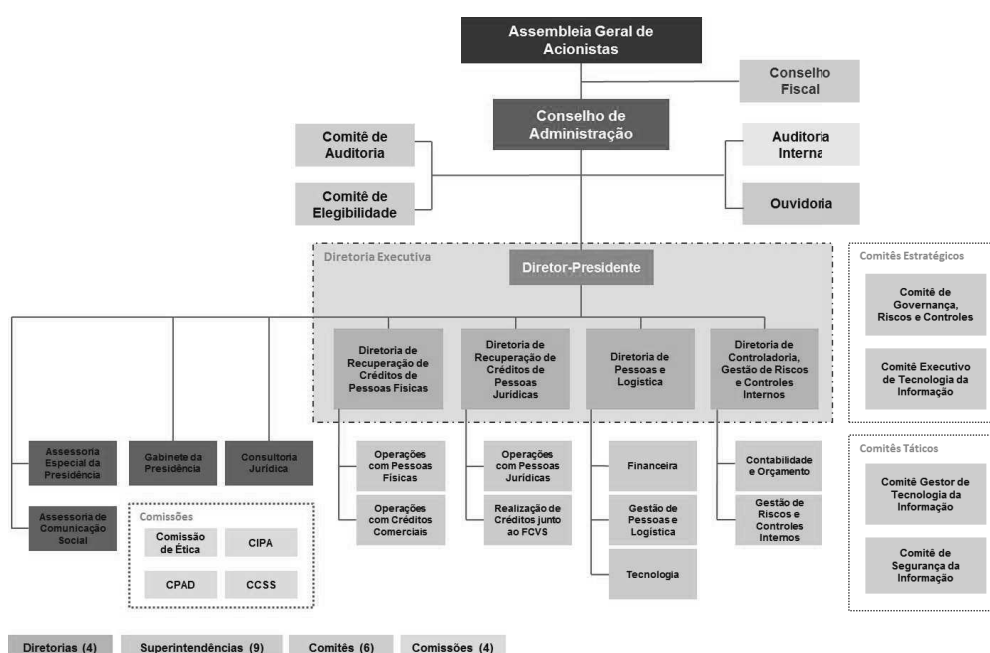 Assembleia Geral de
Acionistas
Conselho
Fiscal
Conselho de
Administração
Comitê de
Auditoria
Auditoria
Interna
Comitê de
Elegibilidade
Ouvidoria
Diretoria Executiva
Diretor-Presidente
Comitês Estratégicos
Comitê de
Governança,
Riscos e Controles
Comitê Executivo
de Tecnologia da
Informação
Diretoria de
Recuperação de
Créditos de
Pessoas Físicas
Diretoria de
Recuperação de
Créditos de
Pessoas
Jurídicas
Diretoria de
Pessoas e
Logística
Diretoria de
Controladoria,
Gestão de Riscos
e Controles
Internos
Assessoria
Especial da
Presidência
Gabinete da
Presidência
Consultoria
Jurídica
Operações
com Pessoas
Físicas
Operações
com Pessoas
Jurídicas
Financeira
Contabilidade
e Orçamento
Comitês Táticos
Comitê Gestor de
Tecnologia da
Informação
Comitê de
Segurança da
Informação
Assessoria de
Comunicação
Social
Comissões
Comissão
de Ética
CIPA
CPAD
CCSS
Operações
com Créditos
Comerciais
Realização de
Créditos junto
ao FCVS
Gestão de
Pessoas e
Logística
Gestão de
Riscos e
Controles
Internos
Tecnologia
Diretorias (4)
Superintendências (9)
Comitês (6)
Comissões (4)